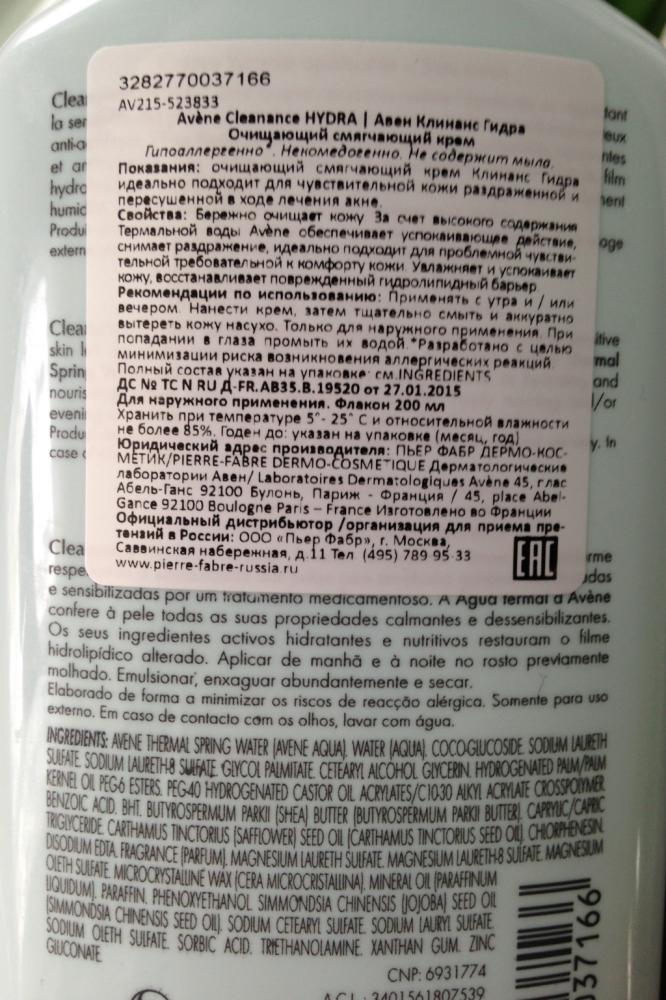 3282770037166
AV215-523833
Avène Cleanance HYDRA | Авен Клинанс Гидра
Очищающий смягчающий крем
Гипоаллергенно*. Некомедогенно. Не содержит мыла.
Показания: очищающий смягчающий крем Клинанс Гидра
идеально подходит для чувствительной кожи раздраженной и
пересушенной в ходе лечения акне.
Свойства: Бережно очищает кожу За счет высокого содержания
Термальной воды Avène обеспечивает успокаивающее действие,
снимает раздражение, идеально подходит для проблемной чувстви-
тельной требовательной к комфорту кожи. Увлажняет и успокаивает
кожу, восстанавливает поврежденный гидролипидный барьер
Рекомендации по использованию: Применять с утра и / или
вечером. Нанести крем, затем тщательно смыть и аккуратно
вытереть кожу насухо. Только для наружного применения. При
попадании в глаза промыть их водой.*Разработано с целью
минимизации риска возникновения аллергических реакций.
Полный состав указан на упаковке: см.INGREDIENTS
ДС № ТС N RU Д-FR.АВ35.В.19520 от 27.01.2015
Для наружного применения. Флакон 200 мл
Хранить при температуре 5°- 25° С и относительной влажности
не более 85%. Годен до: указан на упаковке (месяц, год)
Юридический адрес производителя: ПЬЕР ФАБР ДЕРМО-КОС-
МЕТИК/PIERRE-FABRE DERMO-COSMETIQUE Дерматологические
лаборатории Авен/ Laboratoires Dermatologiques Avène 45, плас
Абель-Ганс 92100 Булонь, Париж - Франция / 45, place Abel-
Gance 92100 Boulogne Paris – France Изготовлено во Франции
Официальный дистрибьютор /организация для приема пре-
тензий в России: ООО «Пьер Фабр», г. Москва,
Саввинская набережная, д.11 Тел (495) 789 95 33
www.pierre-fabre-russia.ru
EAC
e sensibilizadas por um tratamento medicamentoso. A Água termal d'Avène
confere à pele todas as suas propriedades calmantes e dessensibilizantes.
Os seus ingredientes activos hidratantes e nutritivos restauram o filme
hidrolipídico alterado. Aplicar de manhã e à noite no rosto previamente
molhado. Emulsionar, enxaguar abundantemente e secar.
Elaborado de forma a minimizar os riscos de reacção alérgica. Somente para uso
externo. Em caso de contacto com os olhos, lavar com água.
INGREDIENTS: AVENE THERMAL SPRING WATER (AVENE AQUA). WATER (AQUA). COCO-GLUCOSIDE. SODIUM LAURETH
SULFATE. SODIUM LAURETH-8 SULFATE. GLYCOL PALMITATE. CETEARYL ALCOHOL. GLYCERIN. HYDROGENATED PALM/PALM
KERNEL OIL PEG-6 ESTERS. PEG-40 HYDROGENATED CASTOR OIL. ACRYLATES/C10-30 ALKYL ACRYLATE CROSSPOLYMER.
BENZOIC ACID. BHT. BUTYROSPERMUM PARKII (SHEA) BUTTER (BUTYROSPERMUM PARKII BUTTER). CAPRYLIC/CAPRIC
TRIGLYCERIDE. CARTHAMUS TINCTORIUS (SAFFLOWER) SEED OIL (CARTHAMUS TINCTORIUS SEED OIL). CHLORPHENESIN.
DISODIUM EDTA. FRAGRANCE (PARFUM). MAGNESIUM LAURETH SULFATE. MAGNESIUM LAURETH-8 SULFATE. MAGNESIUM
OLETH SULFATE. MICROCRYSTALLINE WAX (CERA MICROCRISTALLINA). MINERAL OIL (PARAFFINUM
LIQUIDUM). PARAFFIN. PHENOXYETHANOL. SIMMONDSIA CHINENSIS (JOJOBA) SEED OIL
(SIMMONDSIA CHINENSIS SEED OIL). SODIUM CETEARYL SULFATE. SODIUM LAURYL SULFATE.
SODIUM OLETH SULFATE. SORBIC ACID. TRIETHANOLAMINE. XANTHAN GUM. ZINC
GLUCONATE.
CNP: 6931774
A.C.L.: 3401561807539
37166